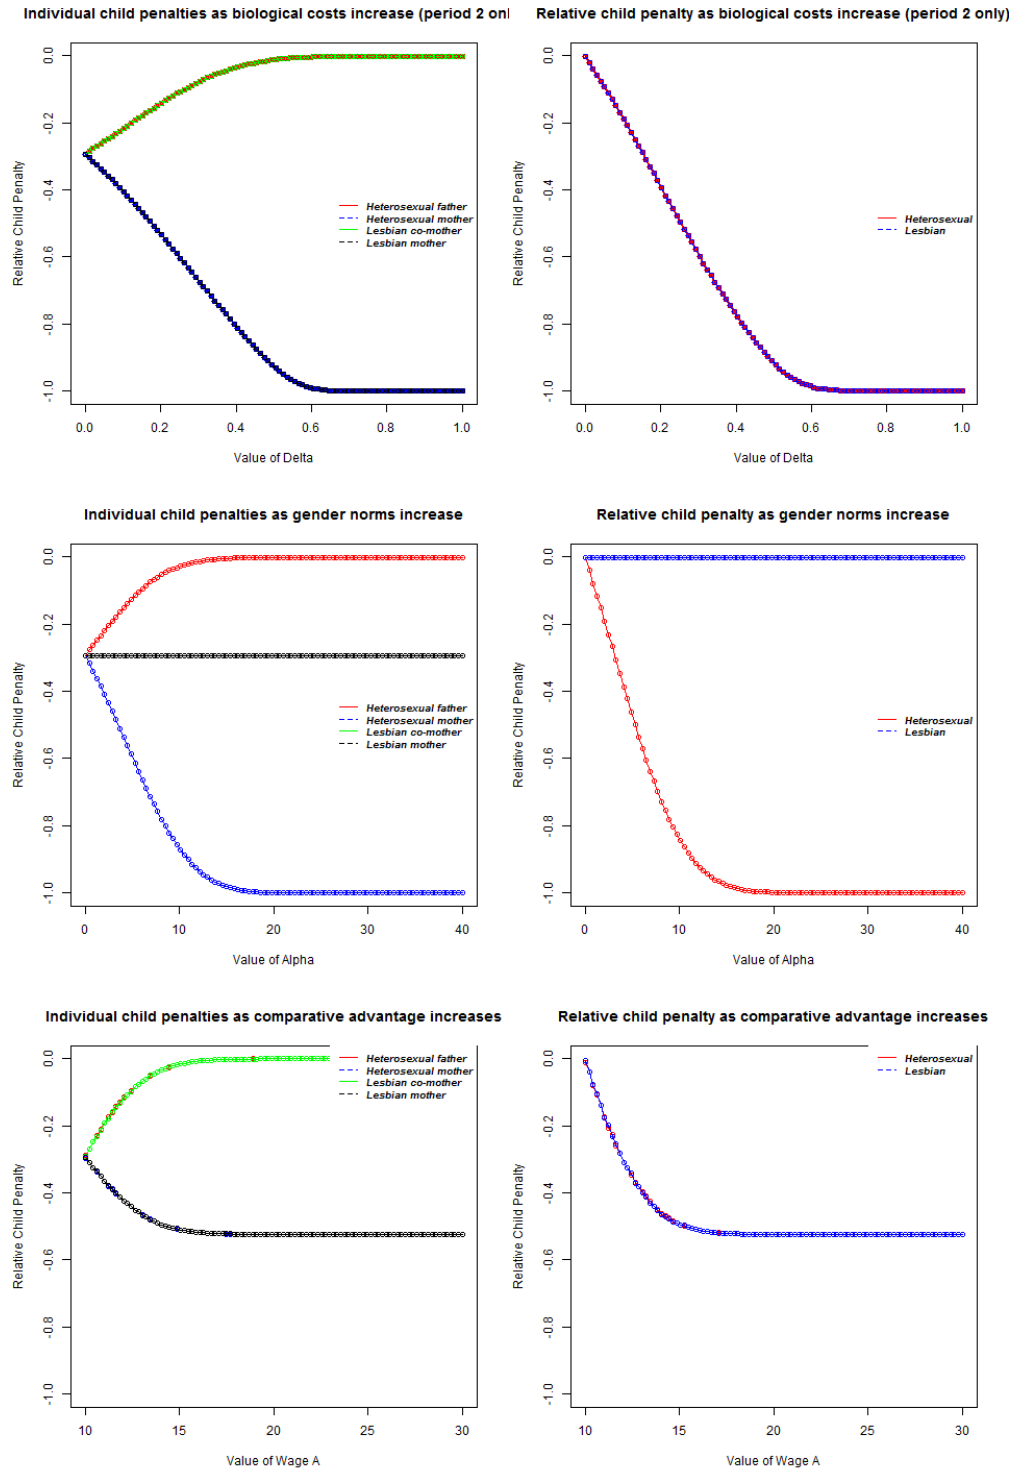 Individual child penalties as biological costs increase (period 2 onl
Relative Child Penalty
0.0
-0.2
-0.4
-0.6
-0.8
-1.0
Heterosexual father
Heterosexual mother
Lesbian co-mother
Lesbian mother
0.0 0.2 0.4 0.6 0.8 1.0
Value of Delta
Relative child penalty as biological costs increase (period 2 only)
Relative Child Penalty
0.0
-0.2
-0.4
-0.6
-0.8
-1.0
Heterosexual
Lesbian
0.0 0.2 0.4 0.6 0.8 1.0
Value of Delta
Individual child penalties as gender norms increase
Relative Child Penalty
0.0
-0.2
-0.4
-0.6
-0.8
-1.0
Heterosexual father
Heterosexual mother
Lesbian co-mother
Lesbian mother
0 10 20 30 40
Value of Alpha
Relative child penalty as gender norms increase
Relative Child Penalty
0.0
-0.2
-0.4
-0.6
-0.8
-1.0
Heterosexual
Lesbian
0 10 20 30 40
Value of Alpha
Individual child penalties as comparative advantage increases
Relative Child Penalty
0.0
-0.2
-0.4
-0.6
-0.8
-1.0
Heterosexual father
Heterosexual mother
Lesbian co-mother
Lesbian mother
10 15 20 25 30
Value of Wage A
Relative child penalty as comparative advantage increases
Relative Child Penalty
0.0
-0.2
-0.4
-0.6
-0.8
-1.0
Heterosexual
Lesbian
10 15 20 25 30
Value of Wage A